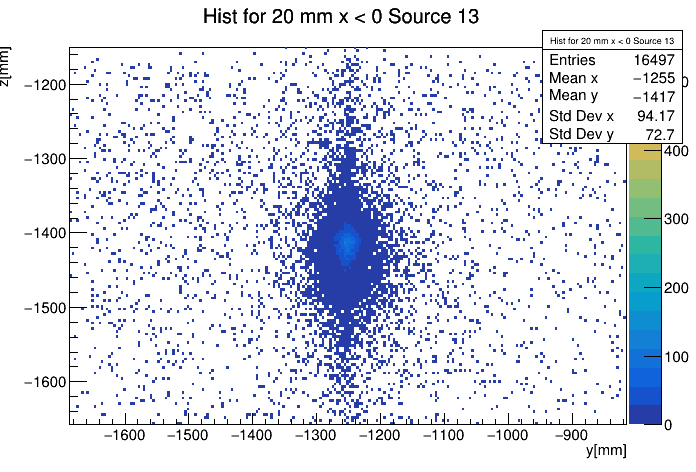 Hist for 20 mm x < 0 Source 13
z[mm]
Hist for 20 mm x < 0 Source 13
Entries 16497
Mean x −1255
Mean y −1417
Std Dev x 94.17
Std Dev y 72.7
−1200
−1300
−1400
−1500
−1600
400
300
200
100
0
−1600 −1500 −1400 −1300 −1200 −1100 −1000 −900
y[mm]